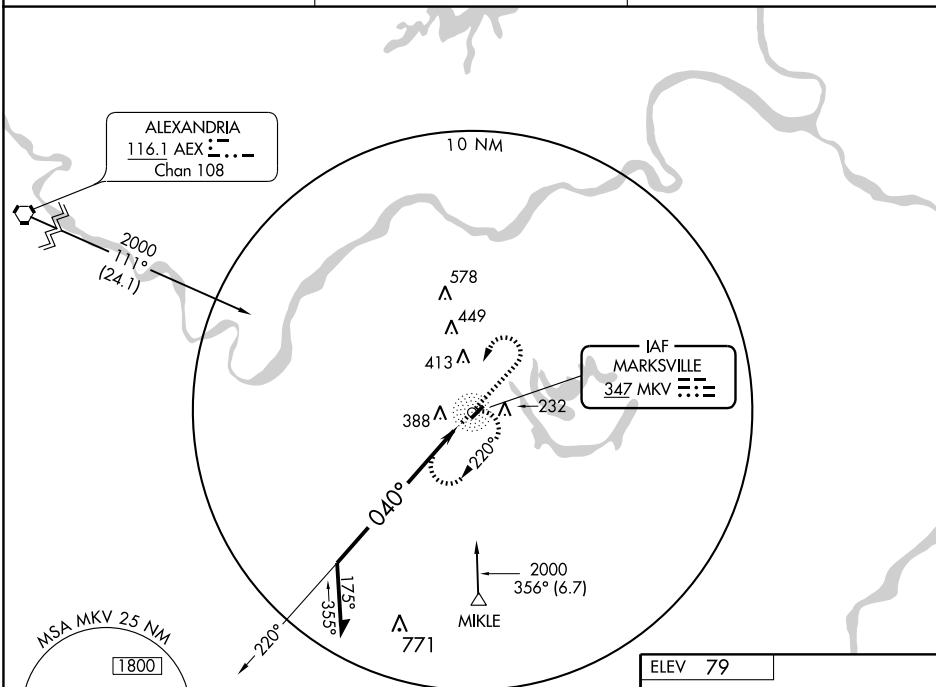 ALEXANDRIA
116.1 AEX
Chan 108
10 NM
2000
111°
(24.1)
578
449
413
IAF
MARKSVILLE
347 MKV
388
232
220°
040°
2000
356° (6.7)
MIKLE
175°
355°
220°
771
MSA MKV 25 NM
1800
ELEV 79